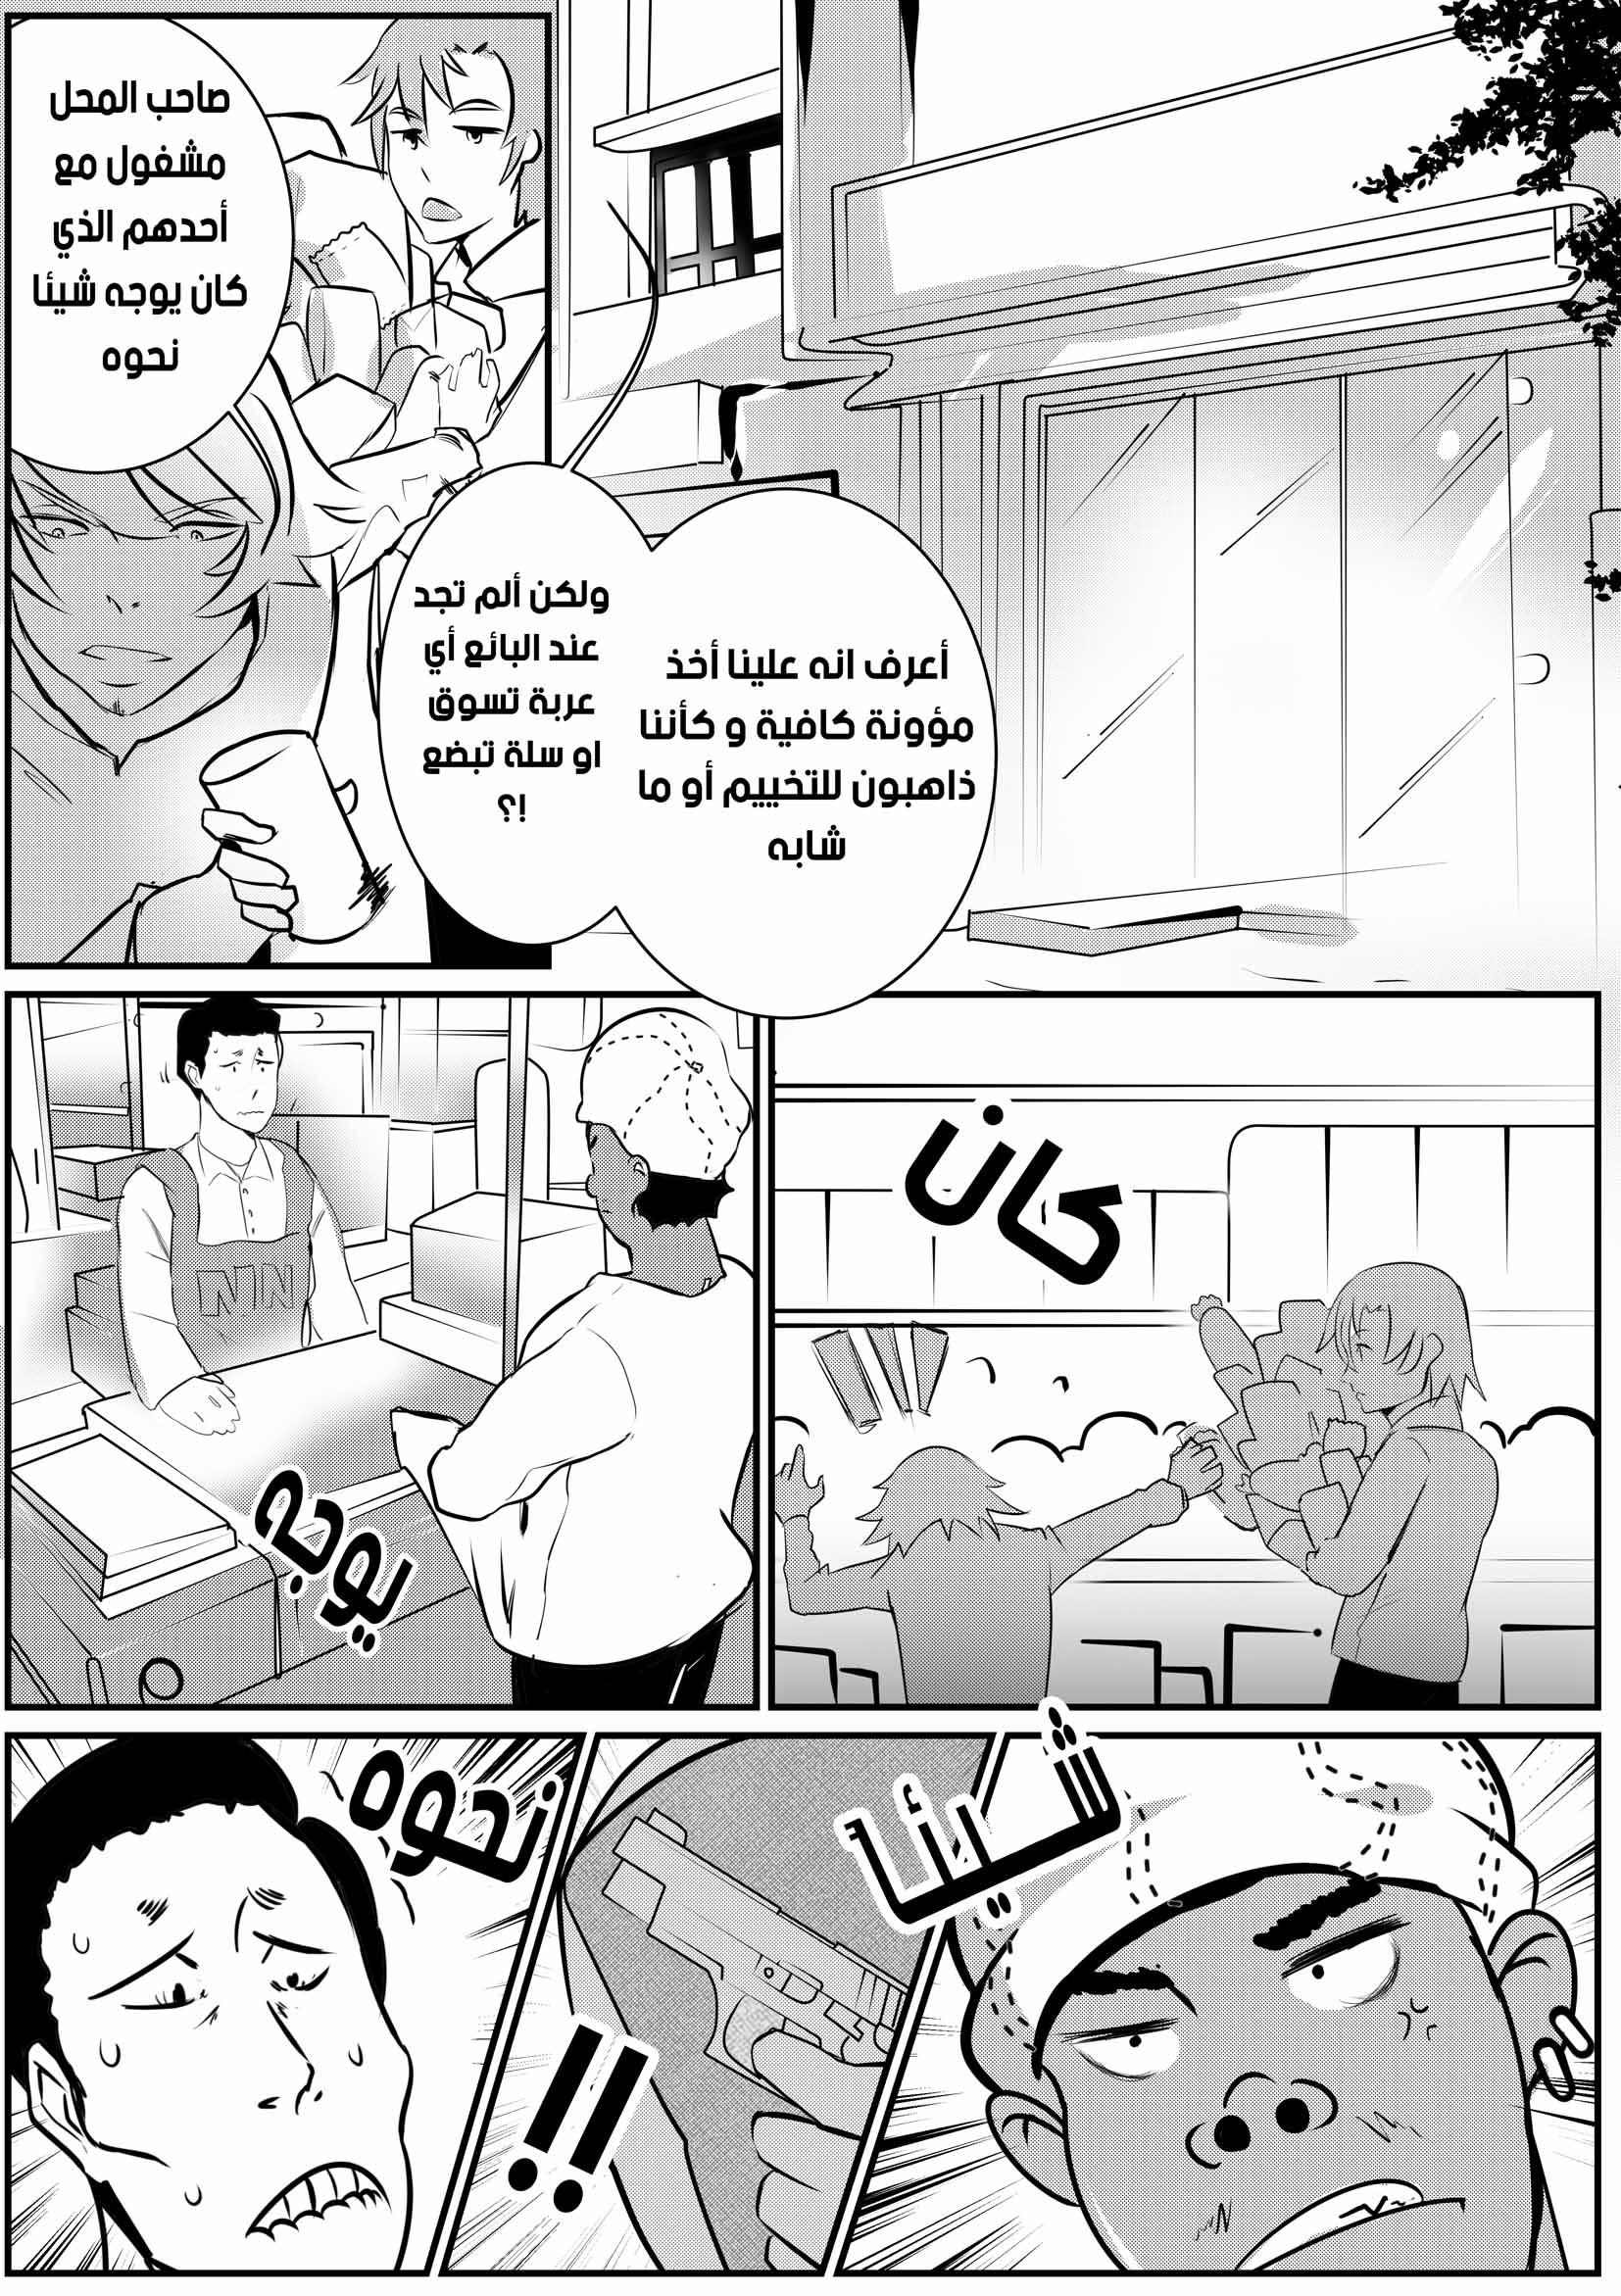 أعرف انه علينا أخذ
مؤونة كافية و كأننا
ذاهبون للتخييم أو ما
شابه
ولكن ألم تجد
عند البائع أي
عربة تسوق
او سلة تبضع
؟!
صاحب المحل
مشغول مع
أحدهم الذي
كان يوجه شيئا
نحوه
كان
يوجه
NN
شيئاً
!!
نحوه